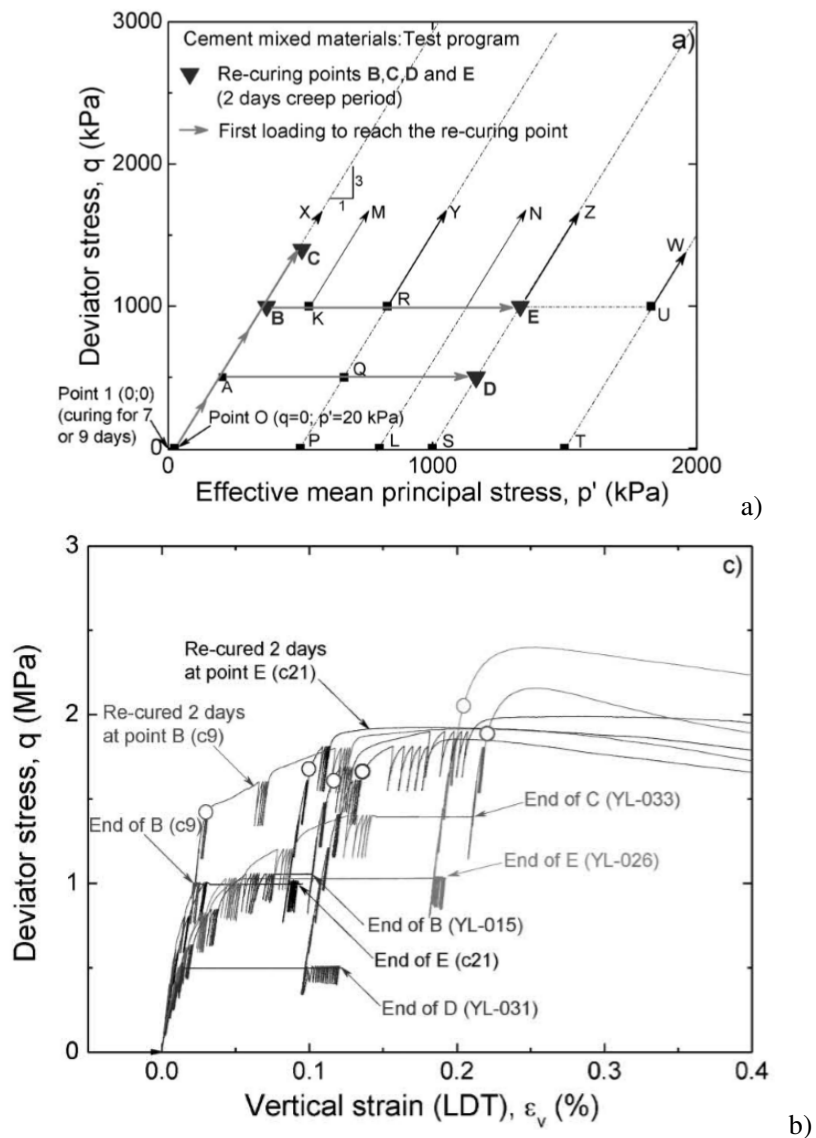 a)
3000
Cement mixed materials:Test program
Re-curing points B,C,D and E
(2 days creep period)
First loading to reach the re-curing point
2000
3
1
X
M
Y
N
Z
W
C
1000
B
K
R
E
U
A
Q
D
Point 1 (0;0)
(curing for 7
or 9 days)
Point O (q=0; p'=20 kPa)
0
P
L
S
T
0
1000
2000
Deviator stress, q (kPa)
Effective mean principal stress, p' (kPa)
a)
c)
3
Re-cured 2 days
at point E (c21)
Re-cured 2 days
at point B (c9)
2
End of B (c9)
End of C (YL-033)
End of E (YL-026)
1
End of B (YL-015)
End of E (c21)
End of D (YL-031)
0
0.0
0.1
0.2
0.3
0.4
Deviator stress, q (MPa)
Vertical strain (LDT), εv (%)
b)